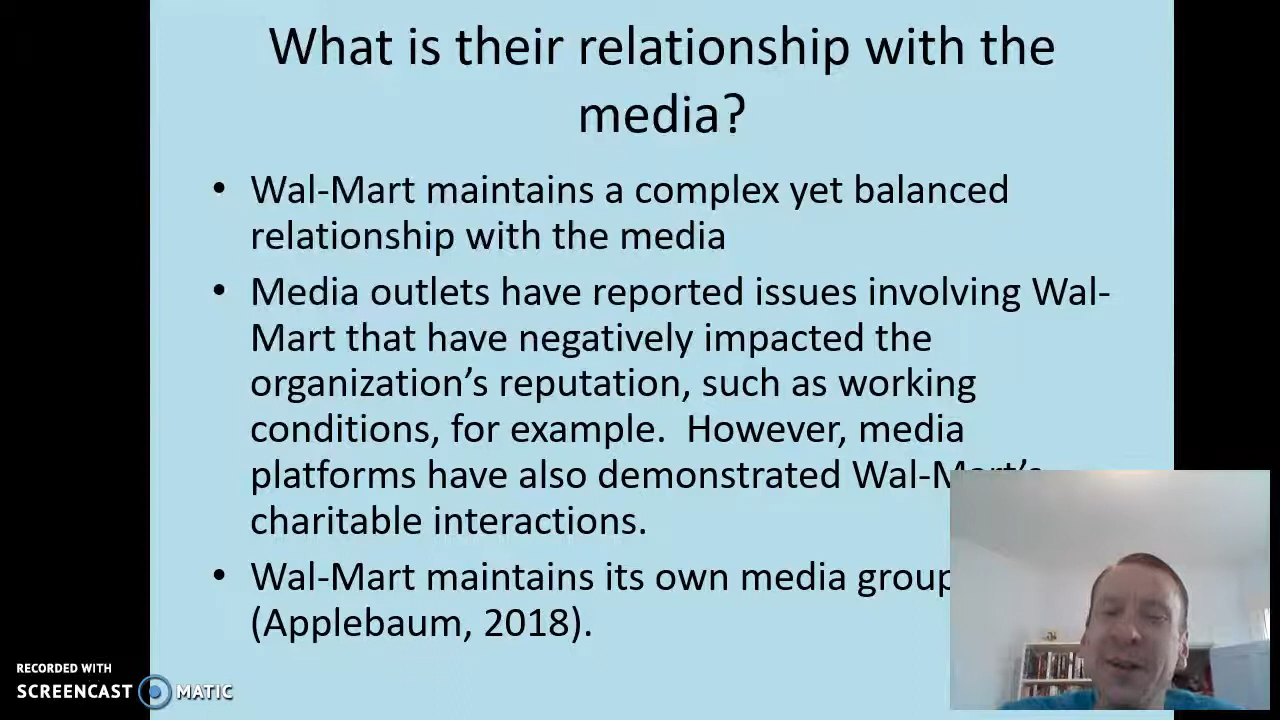 What is their relationship with the
media?
• Wal-Mart maintains a complex yet balanced
relationship with the media
• Media outlets have reported issues involving Wal-
Mart that have negatively impacted the
organization’s reputation, such as working
conditions, for example.  However, media
platforms have also demonstrated Wal-Mart’s
charitable interactions.
• Wal-Mart maintains its own media group
(Applebaum, 2018).
RECORDED WITH
SCREENCAST MATIC